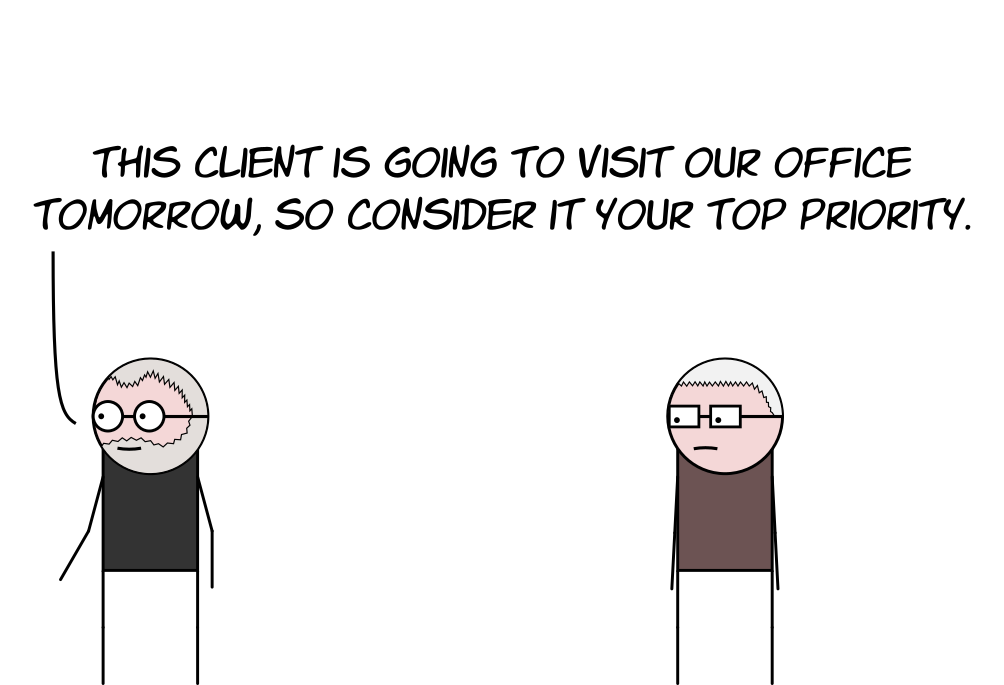 THIS CLIENT IS GOING TO VISIT OUR OFFICE
TOMORROW, SO CONSIDER IT YOUR TOP PRIORITY.